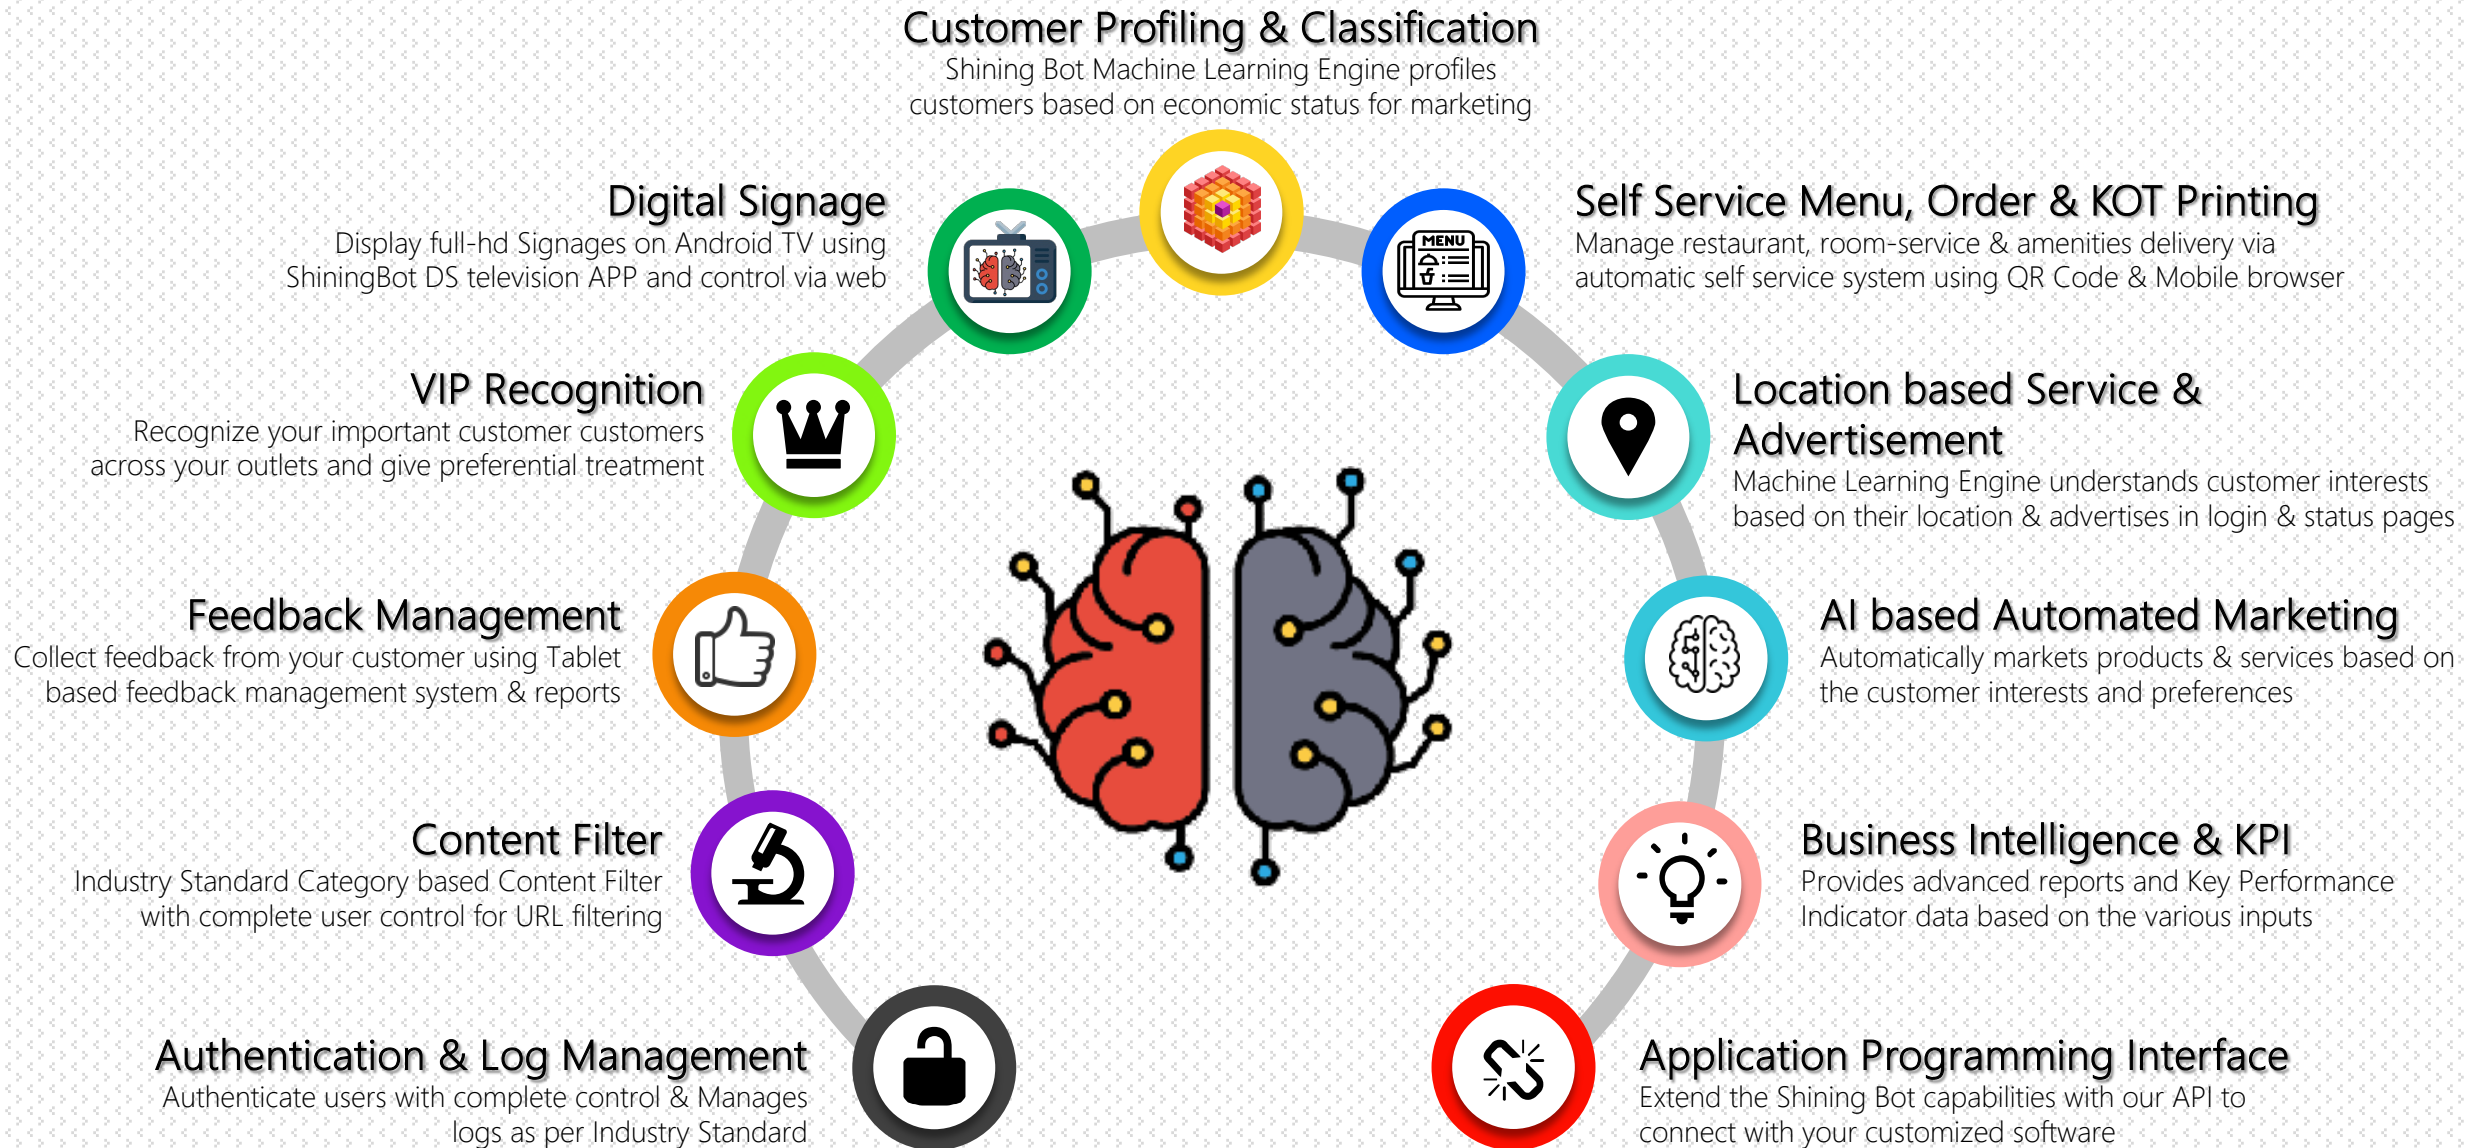 Customer Profiling & Classification
Shining Bot Machine Learning Engine profiles
customers based on economic status for marketing
Digital Signage
Display full-hd Signages on Android TV using
ShiningBot DS television APP and control via web
MENU
Self Service Menu, Order & KOT Printing
Manage restaurant, room-service & amenities delivery via
automatic self service system using QR Code & Mobile browser
VIP Recognition
Recognize your important customer customers
across your outlets and give preferential treatment
Location based Service &
Advertisement
Machine Learning Engine understands customer interests
based on their location & advertises in login & status pages
Feedback Management
Collect feedback from your customer using Tablet
based feedback management system & reports
AI based Automated Marketing
Automatically markets products & services based on
the customer interests and preferences
Content Filter
Industry Standard Category based Content Filter
with complete user control for URL filtering
Business Intelligence & KPI
Provides advanced reports and Key Performance
Indicator data based on the various inputs
Authentication & Log Management
Authenticate users with complete control & Manages
logs as per Industry Standard
Application Programming Interface
Extend the Shining Bot capabilities with our API to
connect with your customized software